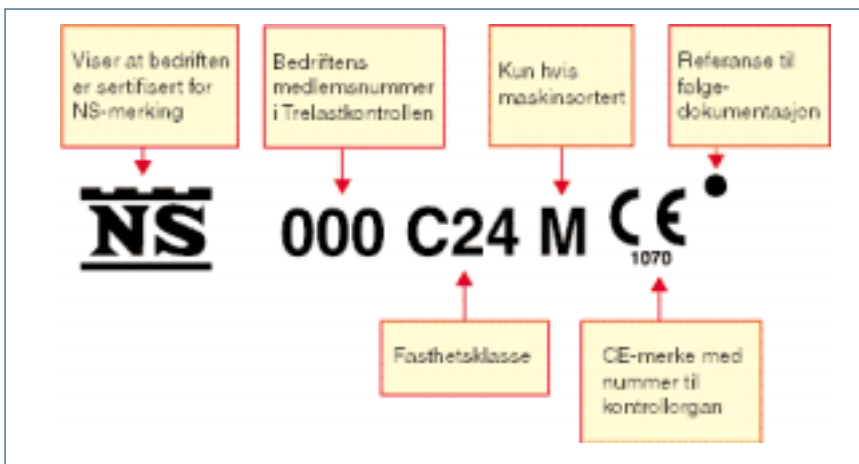 Viser at bedriften
er sertifisert for
NS-merking
Bedriftens
medlemsnummer
i Trelastkontrollen
Kun hvis
maskinsortert
Referanse til
følge-
dokumentasjon
NS 000 C24 M CE
1070
Fasthetsklasse
CE-merke med
nummer til
kontrollorgan